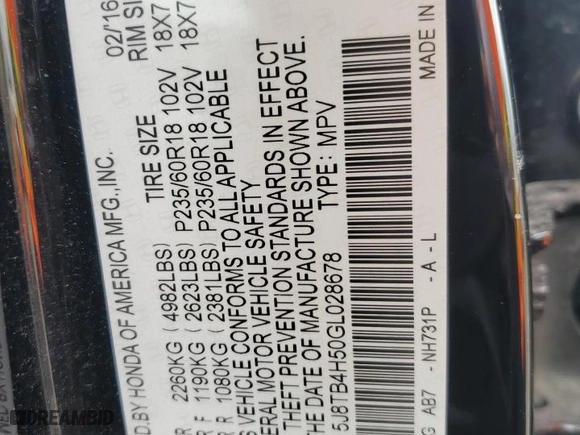 D.BY HONDA OF AMERICA MFG.,INC. 02/'16
TIRE SIZE RIM SI
R 2260KG ( 4982LBS) P235/60R18 102V 18X7
R F 1190KG ( 2623LBS) P235/60R18 102V 18X7
R R 1080KG ( 2381LBS)
S VEHICLE CONFORMS TO ALL APPLICABLE
ERAL MOTOR VEHICLE SAFETY
THEFT PREVENTION STANDARDS IN EFFECT
THE DATE OF MANUFACTURE SHOWN ABOVE.
5J8TB4H50GL028678 TYPE: MPV
G AB7 - NH731P - A - L MADE IN
DREAMBID